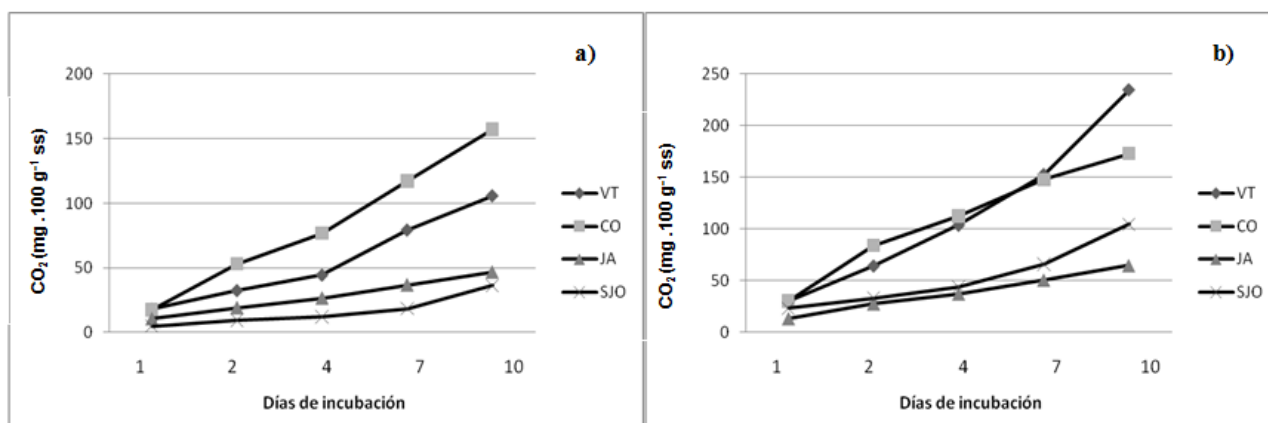 a)
200
150
100
50
0
CO₂ (mg .100 g⁻¹ ss)
1 2 4 7 10
Días de incubación
VT
CO
JA
SJO
b)
250
200
150
100
50
0
CO₂ (mg .100 g⁻¹ ss)
1 2 4 7 10
Días de incubación
VT
CO
JA
SJO